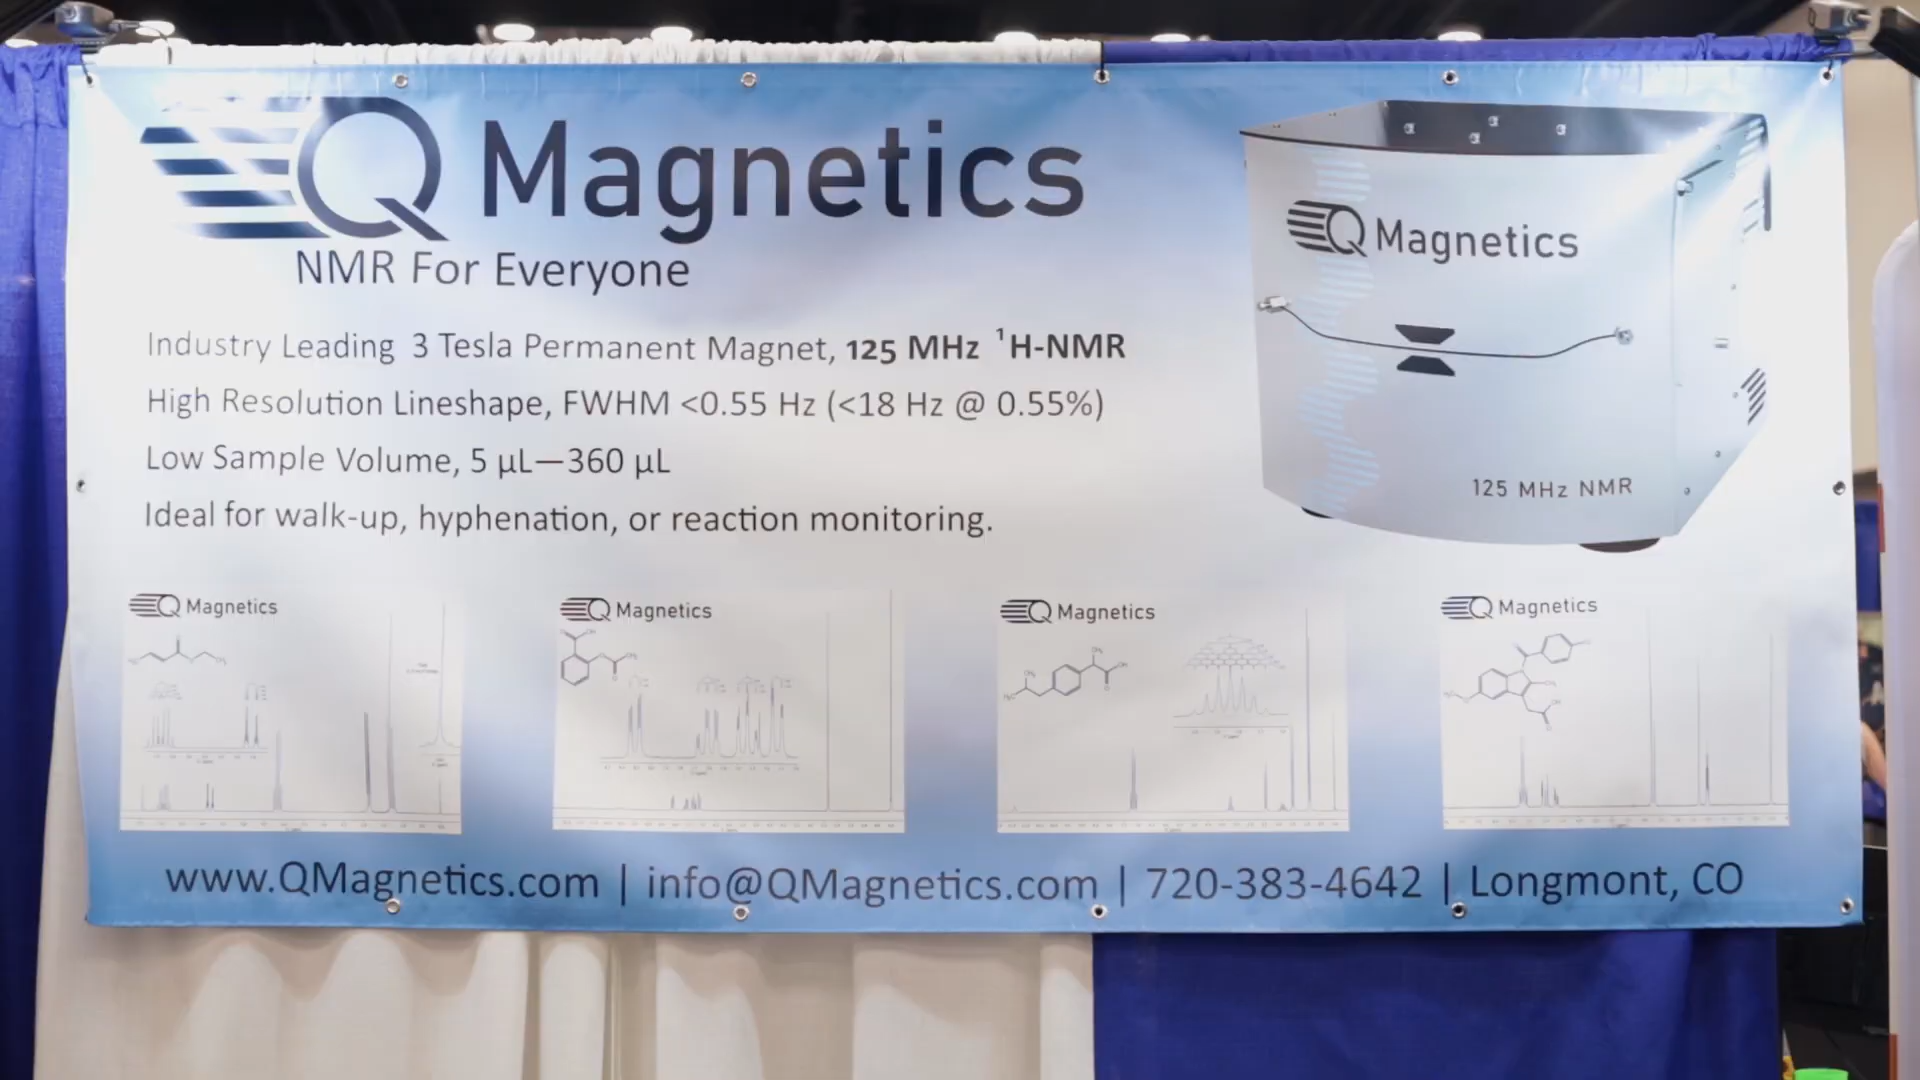 Q Magnetics
NMR For Everyone
Industry Leading 3 Tesla Permanent Magnet, 125 MHz ¹H-NMR
High Resolution Lineshape, FWHM <0.55 Hz (<18 Hz @ 0.55%)
Low Sample Volume, 5 µL—360 µL
Ideal for walk-up, hyphenation, or reaction monitoring.
Q Magnetics
125 MHz NMR
Q Magnetics
Q Magnetics
Q Magnetics
Q Magnetics
www.QMagnetics.com | info@QMagnetics.com | 720-383-4642 | Longmont, CO